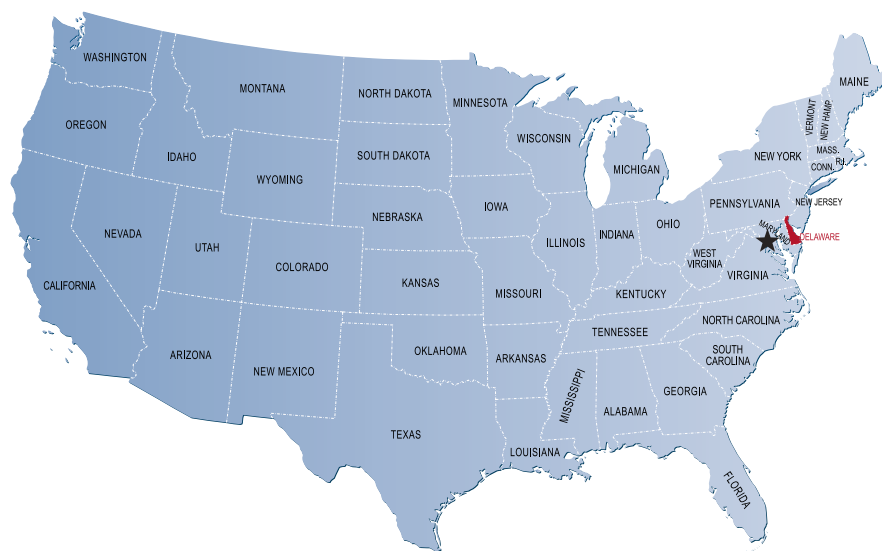 WASHINGTON
MONTANA
NORTH DAKOTA
MINNESOTA
MAINE
OREGON
IDAHO
WISCONSIN
VERMONT
NEW HAMP.
MASS.
SOUTH DAKOTA
MICHIGAN
NEW YORK
CONN.
R.I.
WYOMING
NEBRASKA
IOWA
PENNSYLVANIA
NEW JERSEY
NEVADA
UTAH
ILLINOIS
INDIANA
OHIO
MARYLAND
DELAWARE
COLORADO
KANSAS
WEST
VIRGINIA
VIRGINIA
CALIFORNIA
MISSOURI
KENTUCKY
NORTH CAROLINA
TENNESSEE
ARIZONA
OKLAHOMA
ARKANSAS
SOUTH
CAROLINA
NEW MEXICO
MISSISSIPPI
GEORGIA
ALABAMA
TEXAS
LOUISIANA
FLORIDA